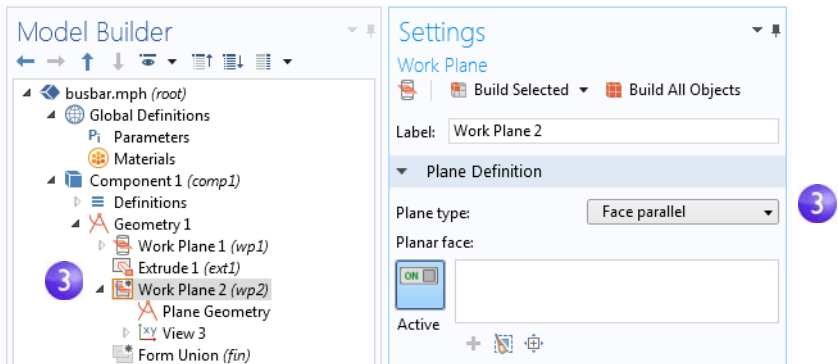 Model Builder
busbar.mph (root)
Global Definitions
Pi Parameters
Materials
Component 1 (comp1)
Definitions
Geometry 1
Work Plane 1 (wp1)
Extrude 1 (ext1)
3
Work Plane 2 (wp2)
Plane Geometry
xy View 3
Form Union (fin)
Settings
Work Plane
Build Selected Build All Objects
Label: Work Plane 2
Plane Definition
Plane type: Face parallel
3
Planar face:
ON
Active